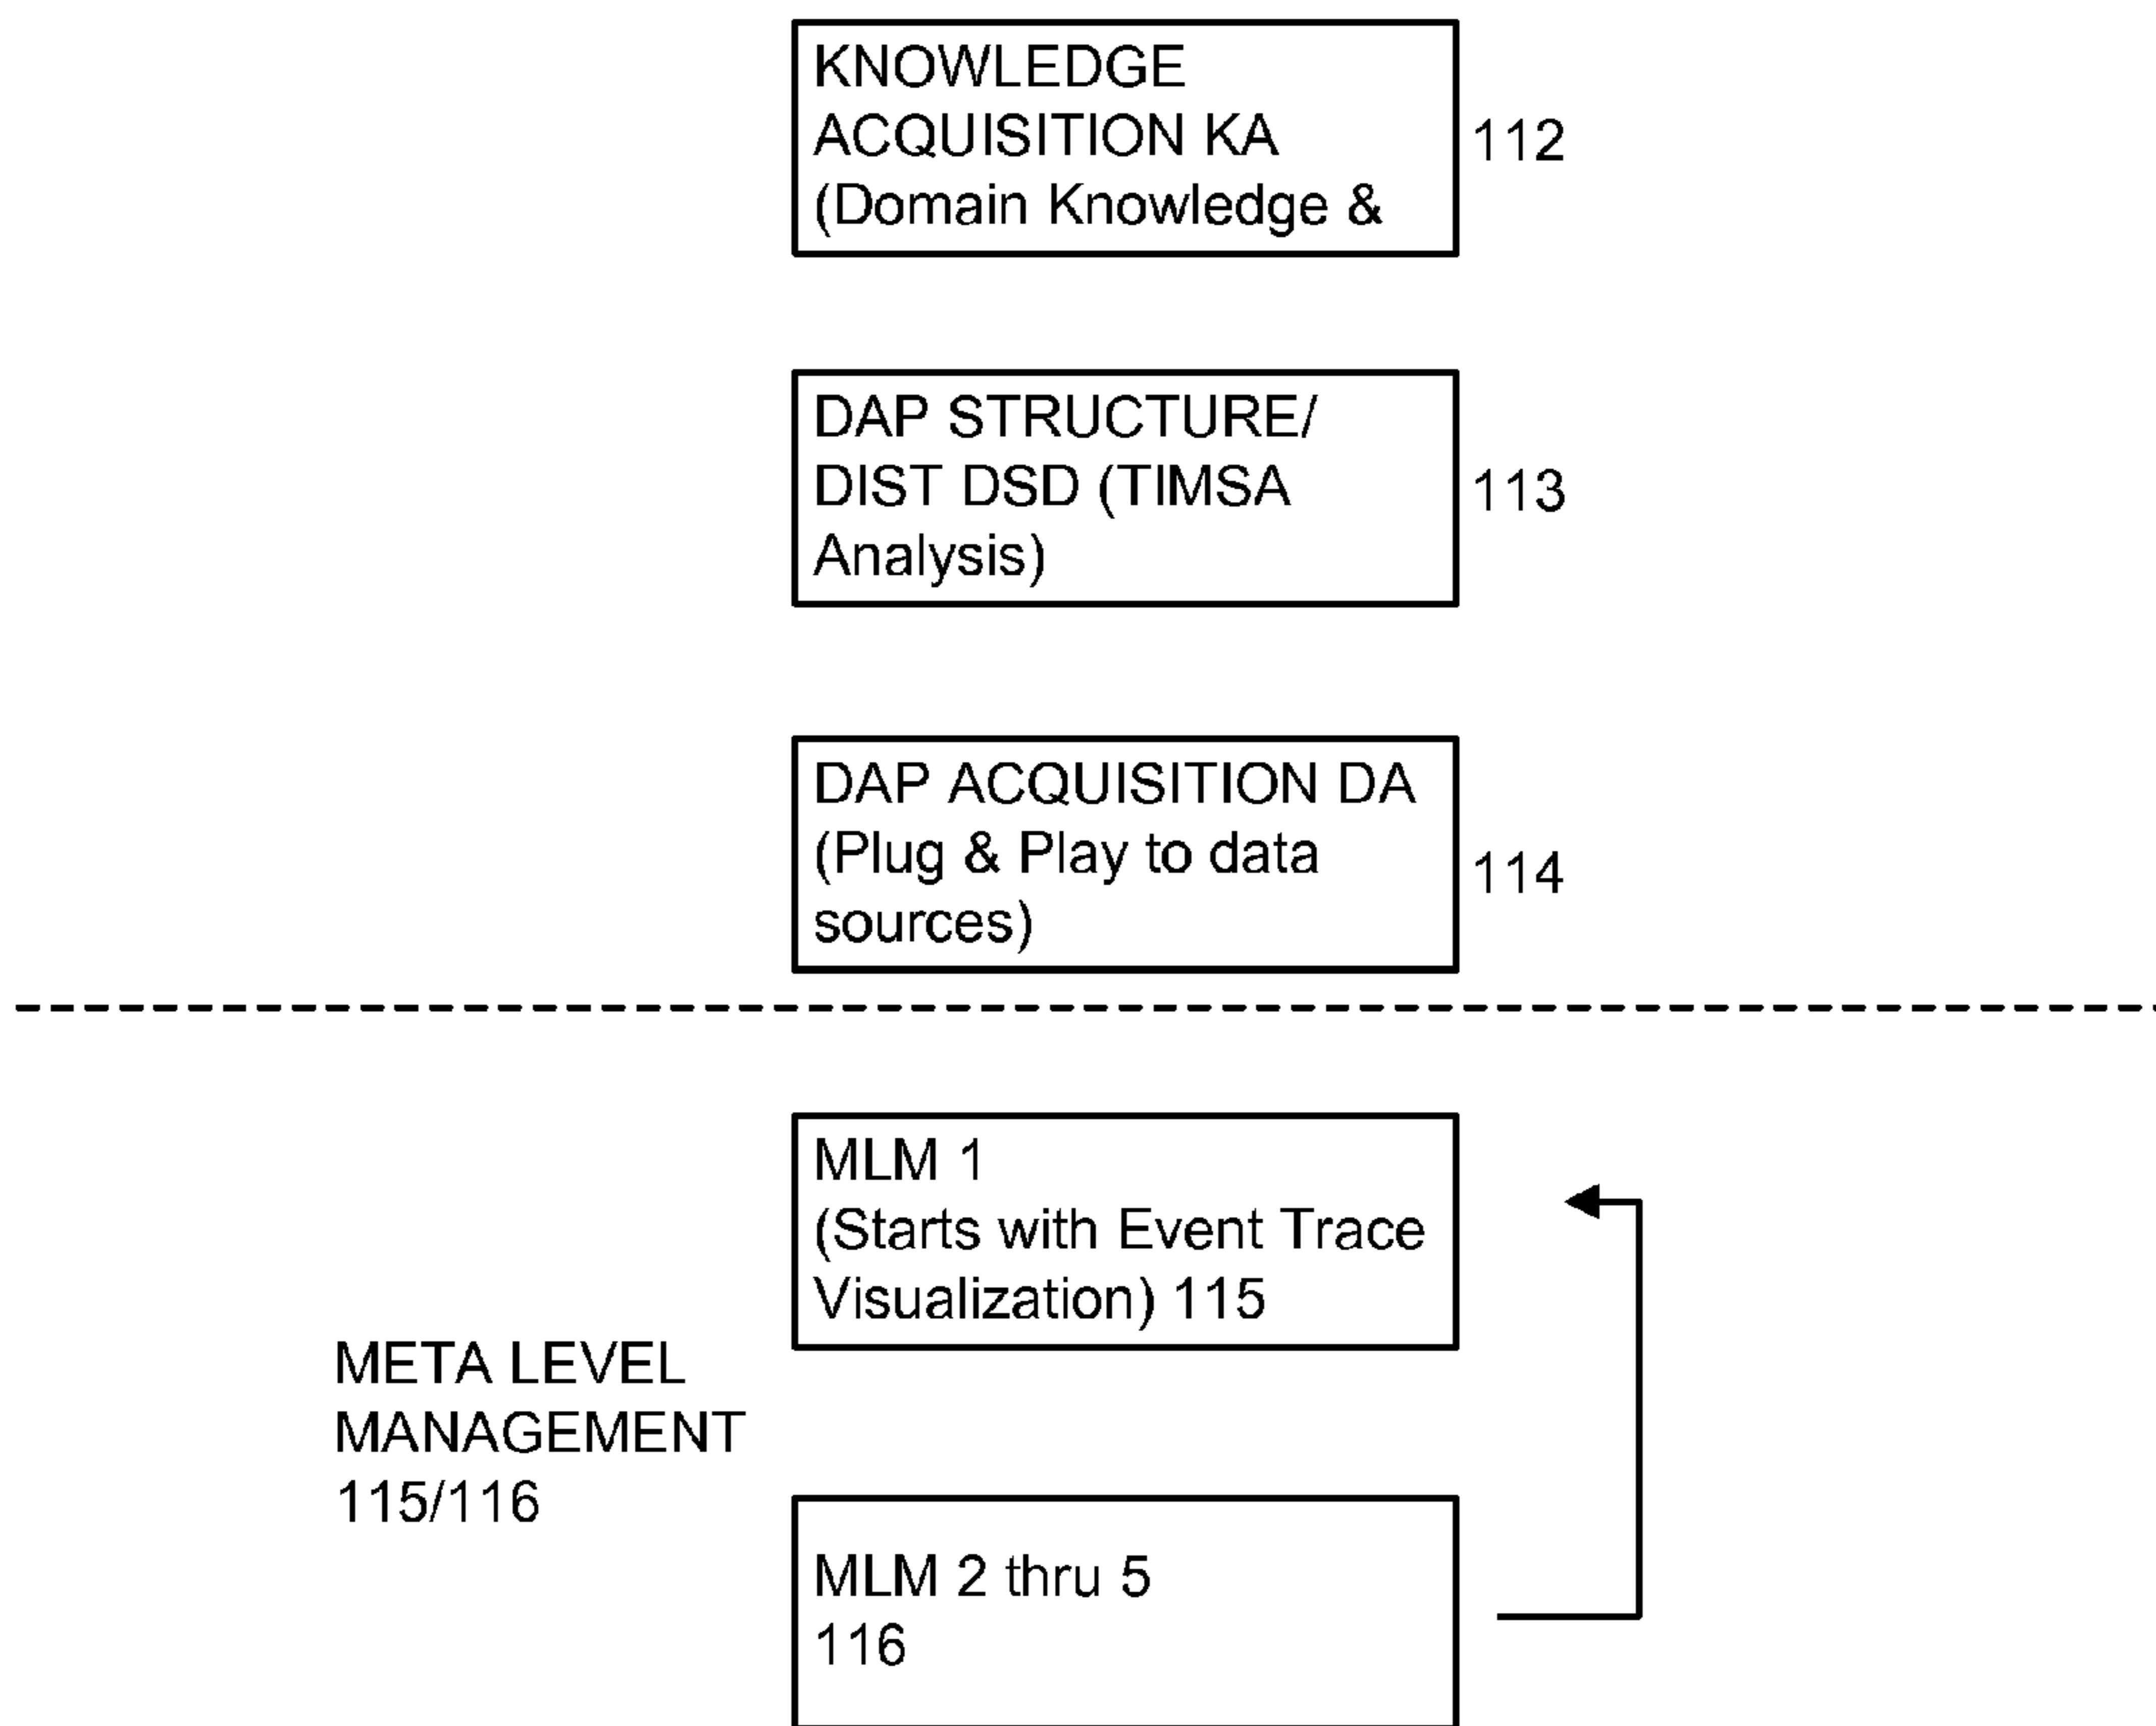 KNOWLEDGE
ACQUISITION KA
(Domain Knowledge &
112
DAP STRUCTURE/
DIST DSD (TIMSA
Analysis)
113
DAP ACQUISITION DA
(Plug & Play to data
sources)
114
MLM 1
(Starts with Event Trace
Visualization) 115
META LEVEL
MANAGEMENT
115/116
MLM 2 thru 5
116